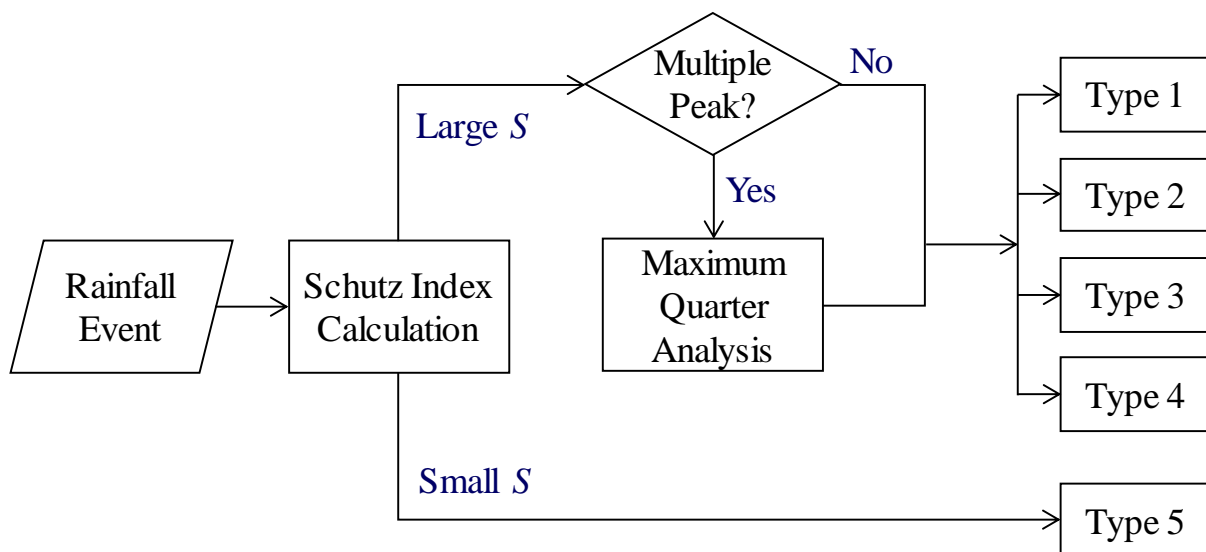 Rainfall
Event
Schutz Index
Calculation
Large S
Multiple
Peak?
No
Yes
Maximum
Quarter
Analysis
Type 1
Type 2
Type 3
Type 4
Small S
Type 5